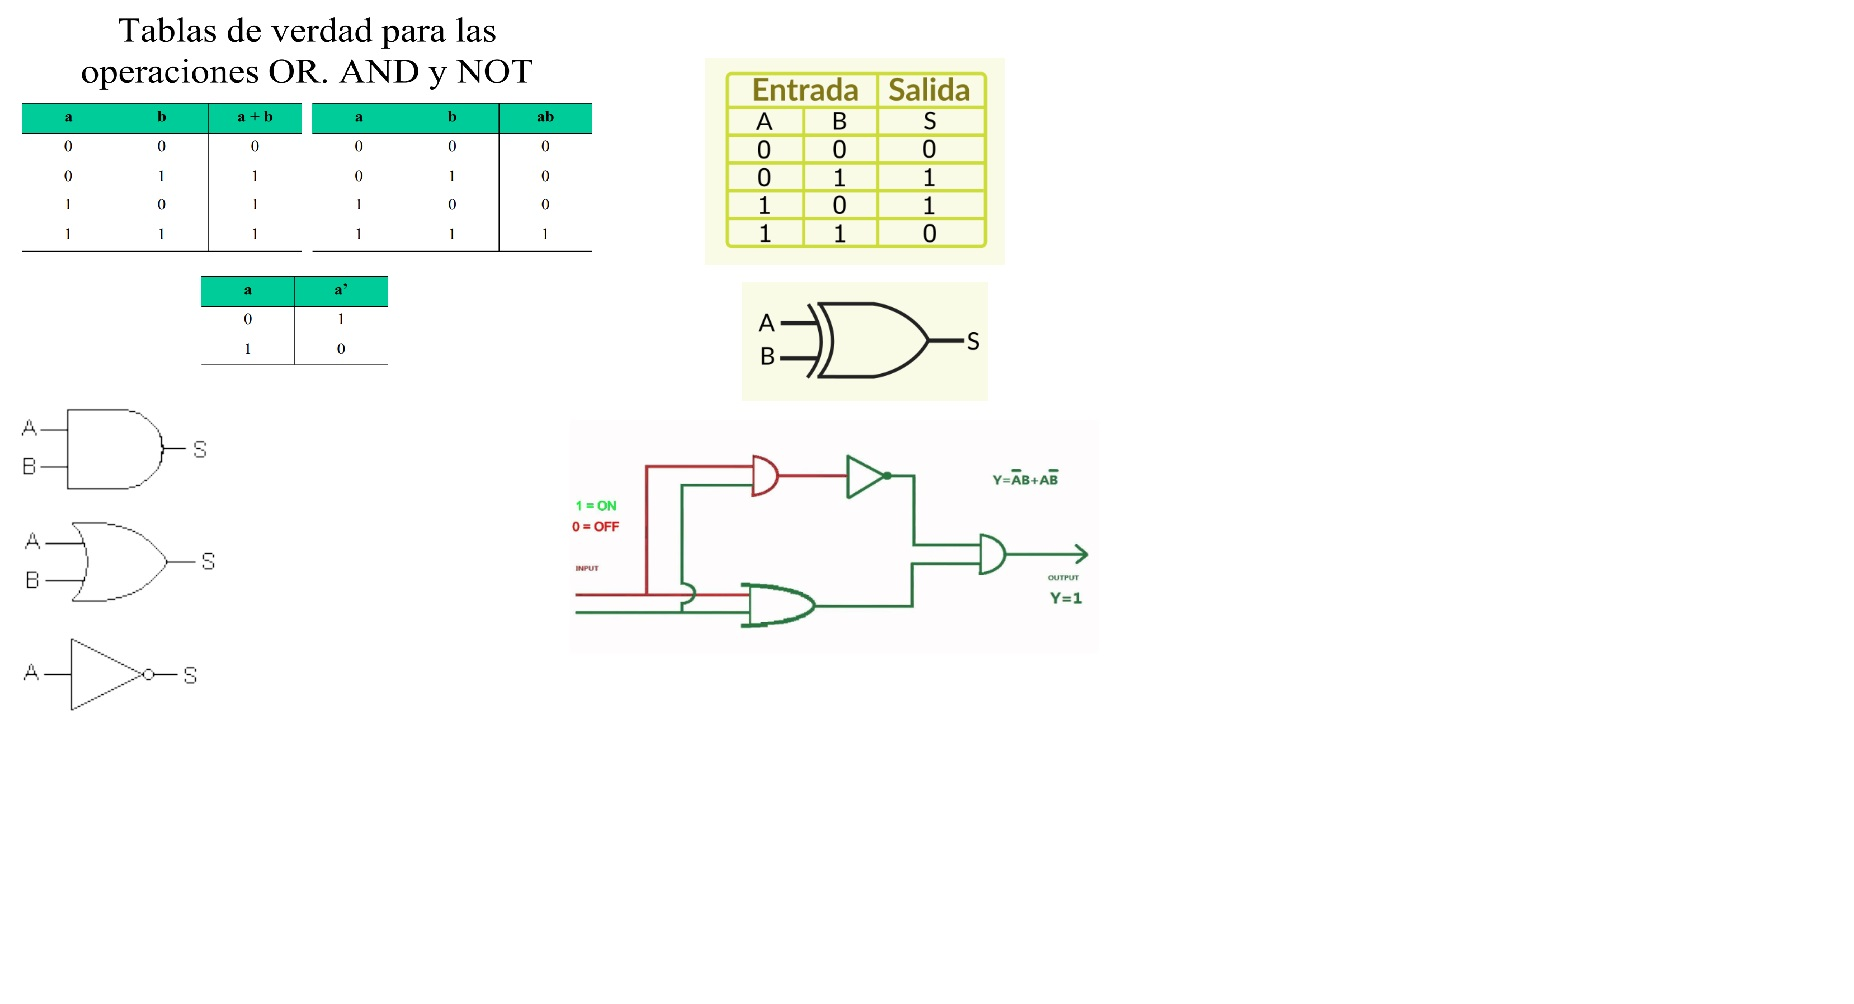 Tablas de verdad para las
operaciones OR. AND y NOT
a b a + b
0 0 0
0 1 1
1 0 1
1 1 1
a b ab
0 0 0
0 1 0
1 0 0
1 1 1
a a’
0 1
1 0
Entrada Salida
A B S
0 0 0
0 1 1
1 0 1
1 1 0
A
B
S
A
B
S
A
B
S
A S
Y=A̅B+AB̅
1 = ON
0 = OFF
INPUT
OUTPUT
Y=1